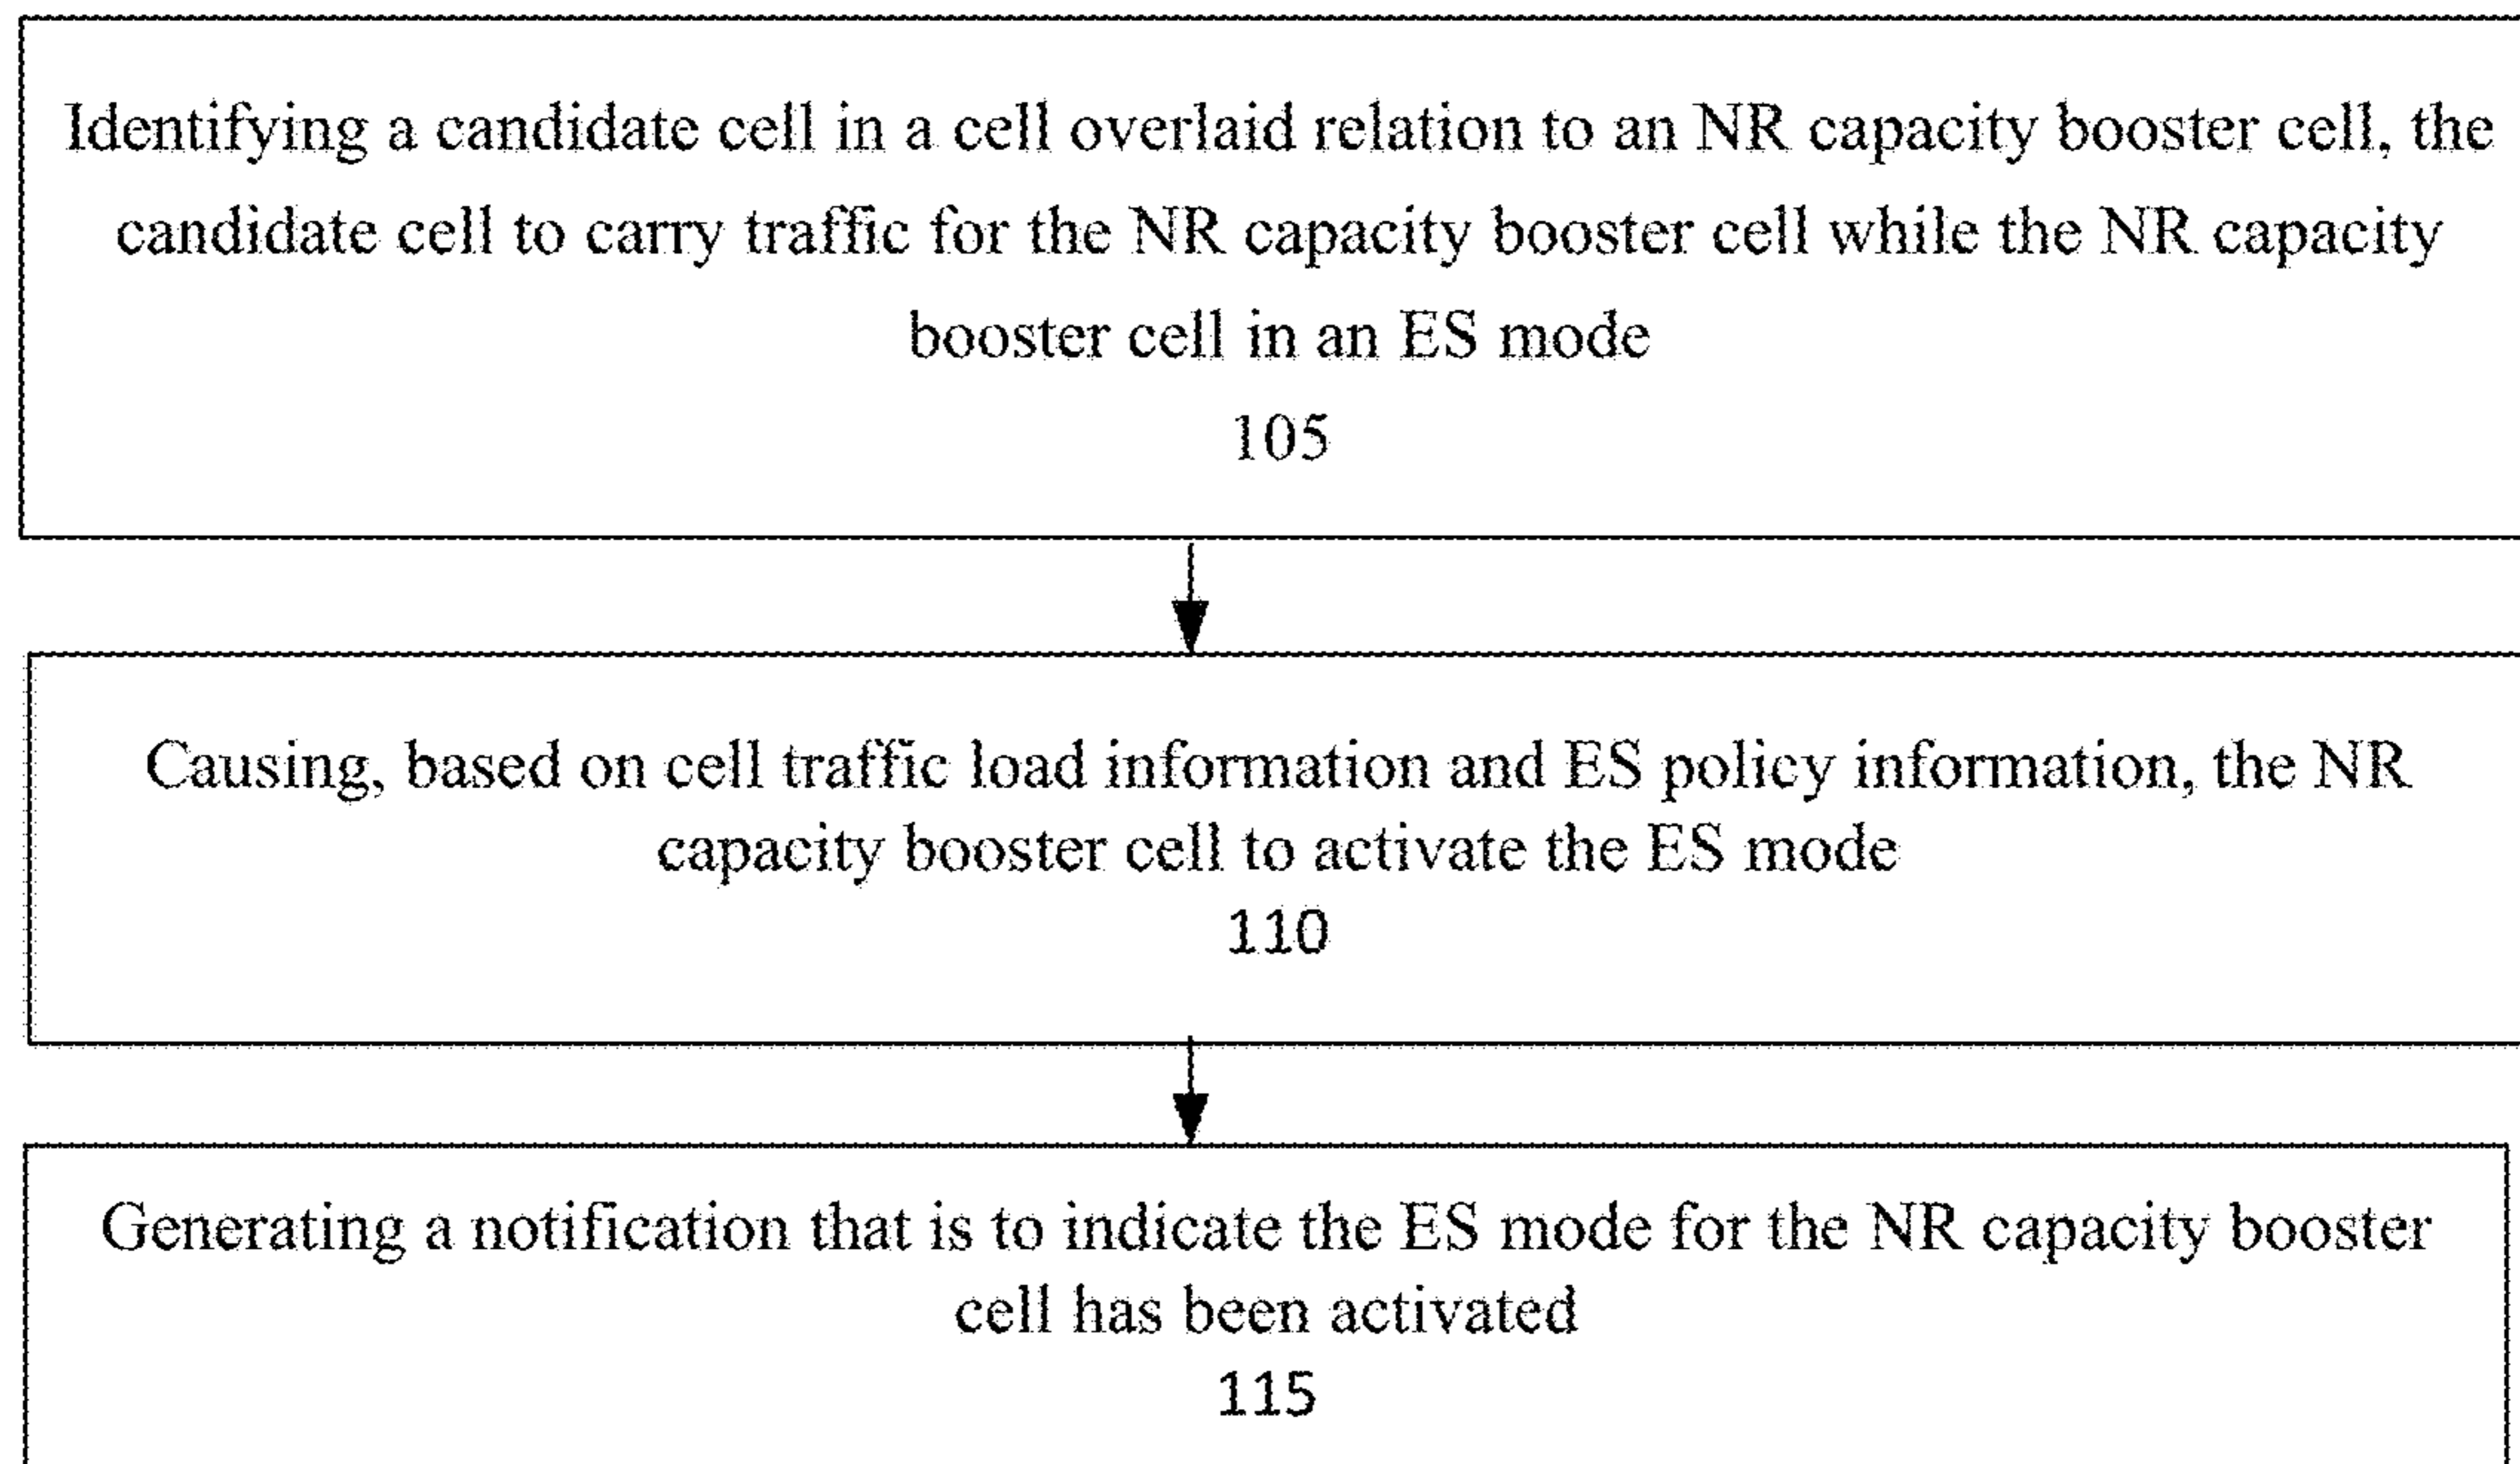 Identifying a candidate cell in a cell overlaid relation to an NR capacity booster cell, the
candidate cell to carry traffic for the NR capacity booster cell while the NR capacity
booster cell in an ES mode
105
Causing, based on cell traffic load information and ES policy information, the NR
capacity booster cell to activate the ES mode
110
Generating a notification that is to indicate the ES mode for the NR capacity booster
cell has been activated
115